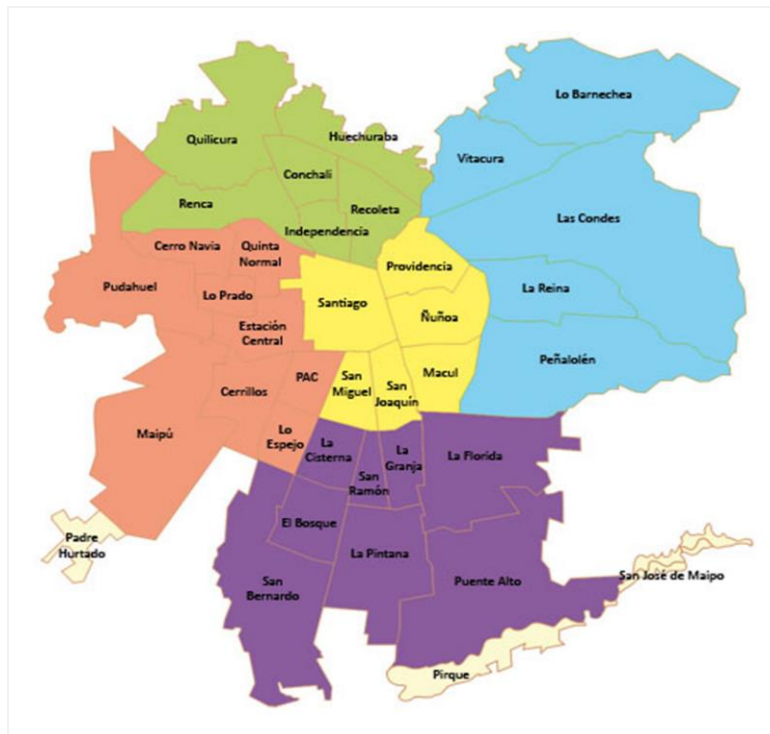 Lo Barnechea
Quilicura
Huechuraba
Vitacura
Conchalí
Renca
Recoleta
Las Condes
Independencia
Cerro Navia
Quinta
Normal
Providencia
Pudahuel
Lo Prado
Santiago
La Reina
Ñuñoa
Estación
Central
Peñalolén
PAC
San
Miguel
San
Joaquín
Macul
Cerrillos
Maipú
Lo
Espejo
La
Cisterna
La
Granja
La Florida
San
Ramón
El Bosque
Padre
Hurtado
La Pintana
San
Bernardo
Puente Alto
San José de Maipo
Pirque